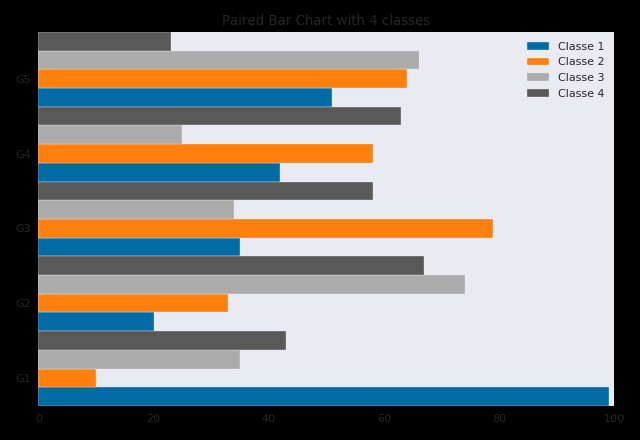 Paired Bar Chart with 4 classes
Classe 1
Classe 2
Classe 3
Classe 4
G5
G4
G3
G2
G1
0 20 40 60 80 100